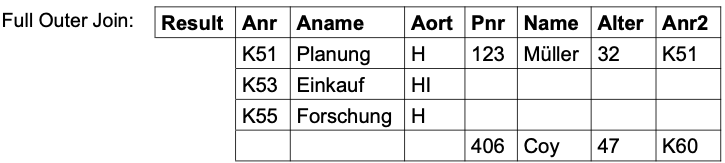 Full Outer Join: Result Anr Aname Aort Pnr Name Alter Anr2
K51 Planung H 123 Müller 32 K51
K53 Einkauf HI
K55 Forschung H
406 Coy 47 K60